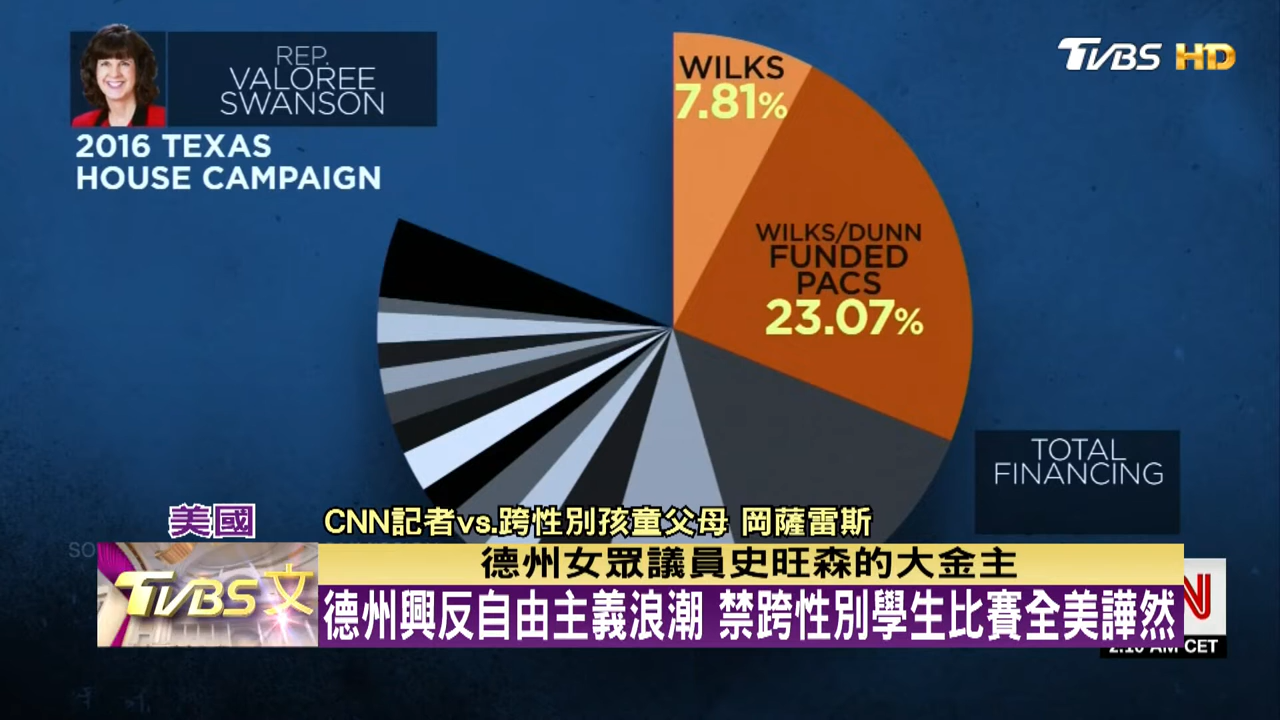 REP.
VALOREE
SWANSON
2016 TEXAS
HOUSE CAMPAIGN
TVBS HD
WILKS
7.81%
WILKS/DUNN
FUNDED
PACS
23.07%
TOTAL
FINANCING
美國
CNN記者vs.跨性別孩童父母 岡薩雷斯
德州女眾議員史旺森的大金主
TVBS文
德州興反自由主義浪潮 禁跨性別學生比賽全美譁然
N
AM CET